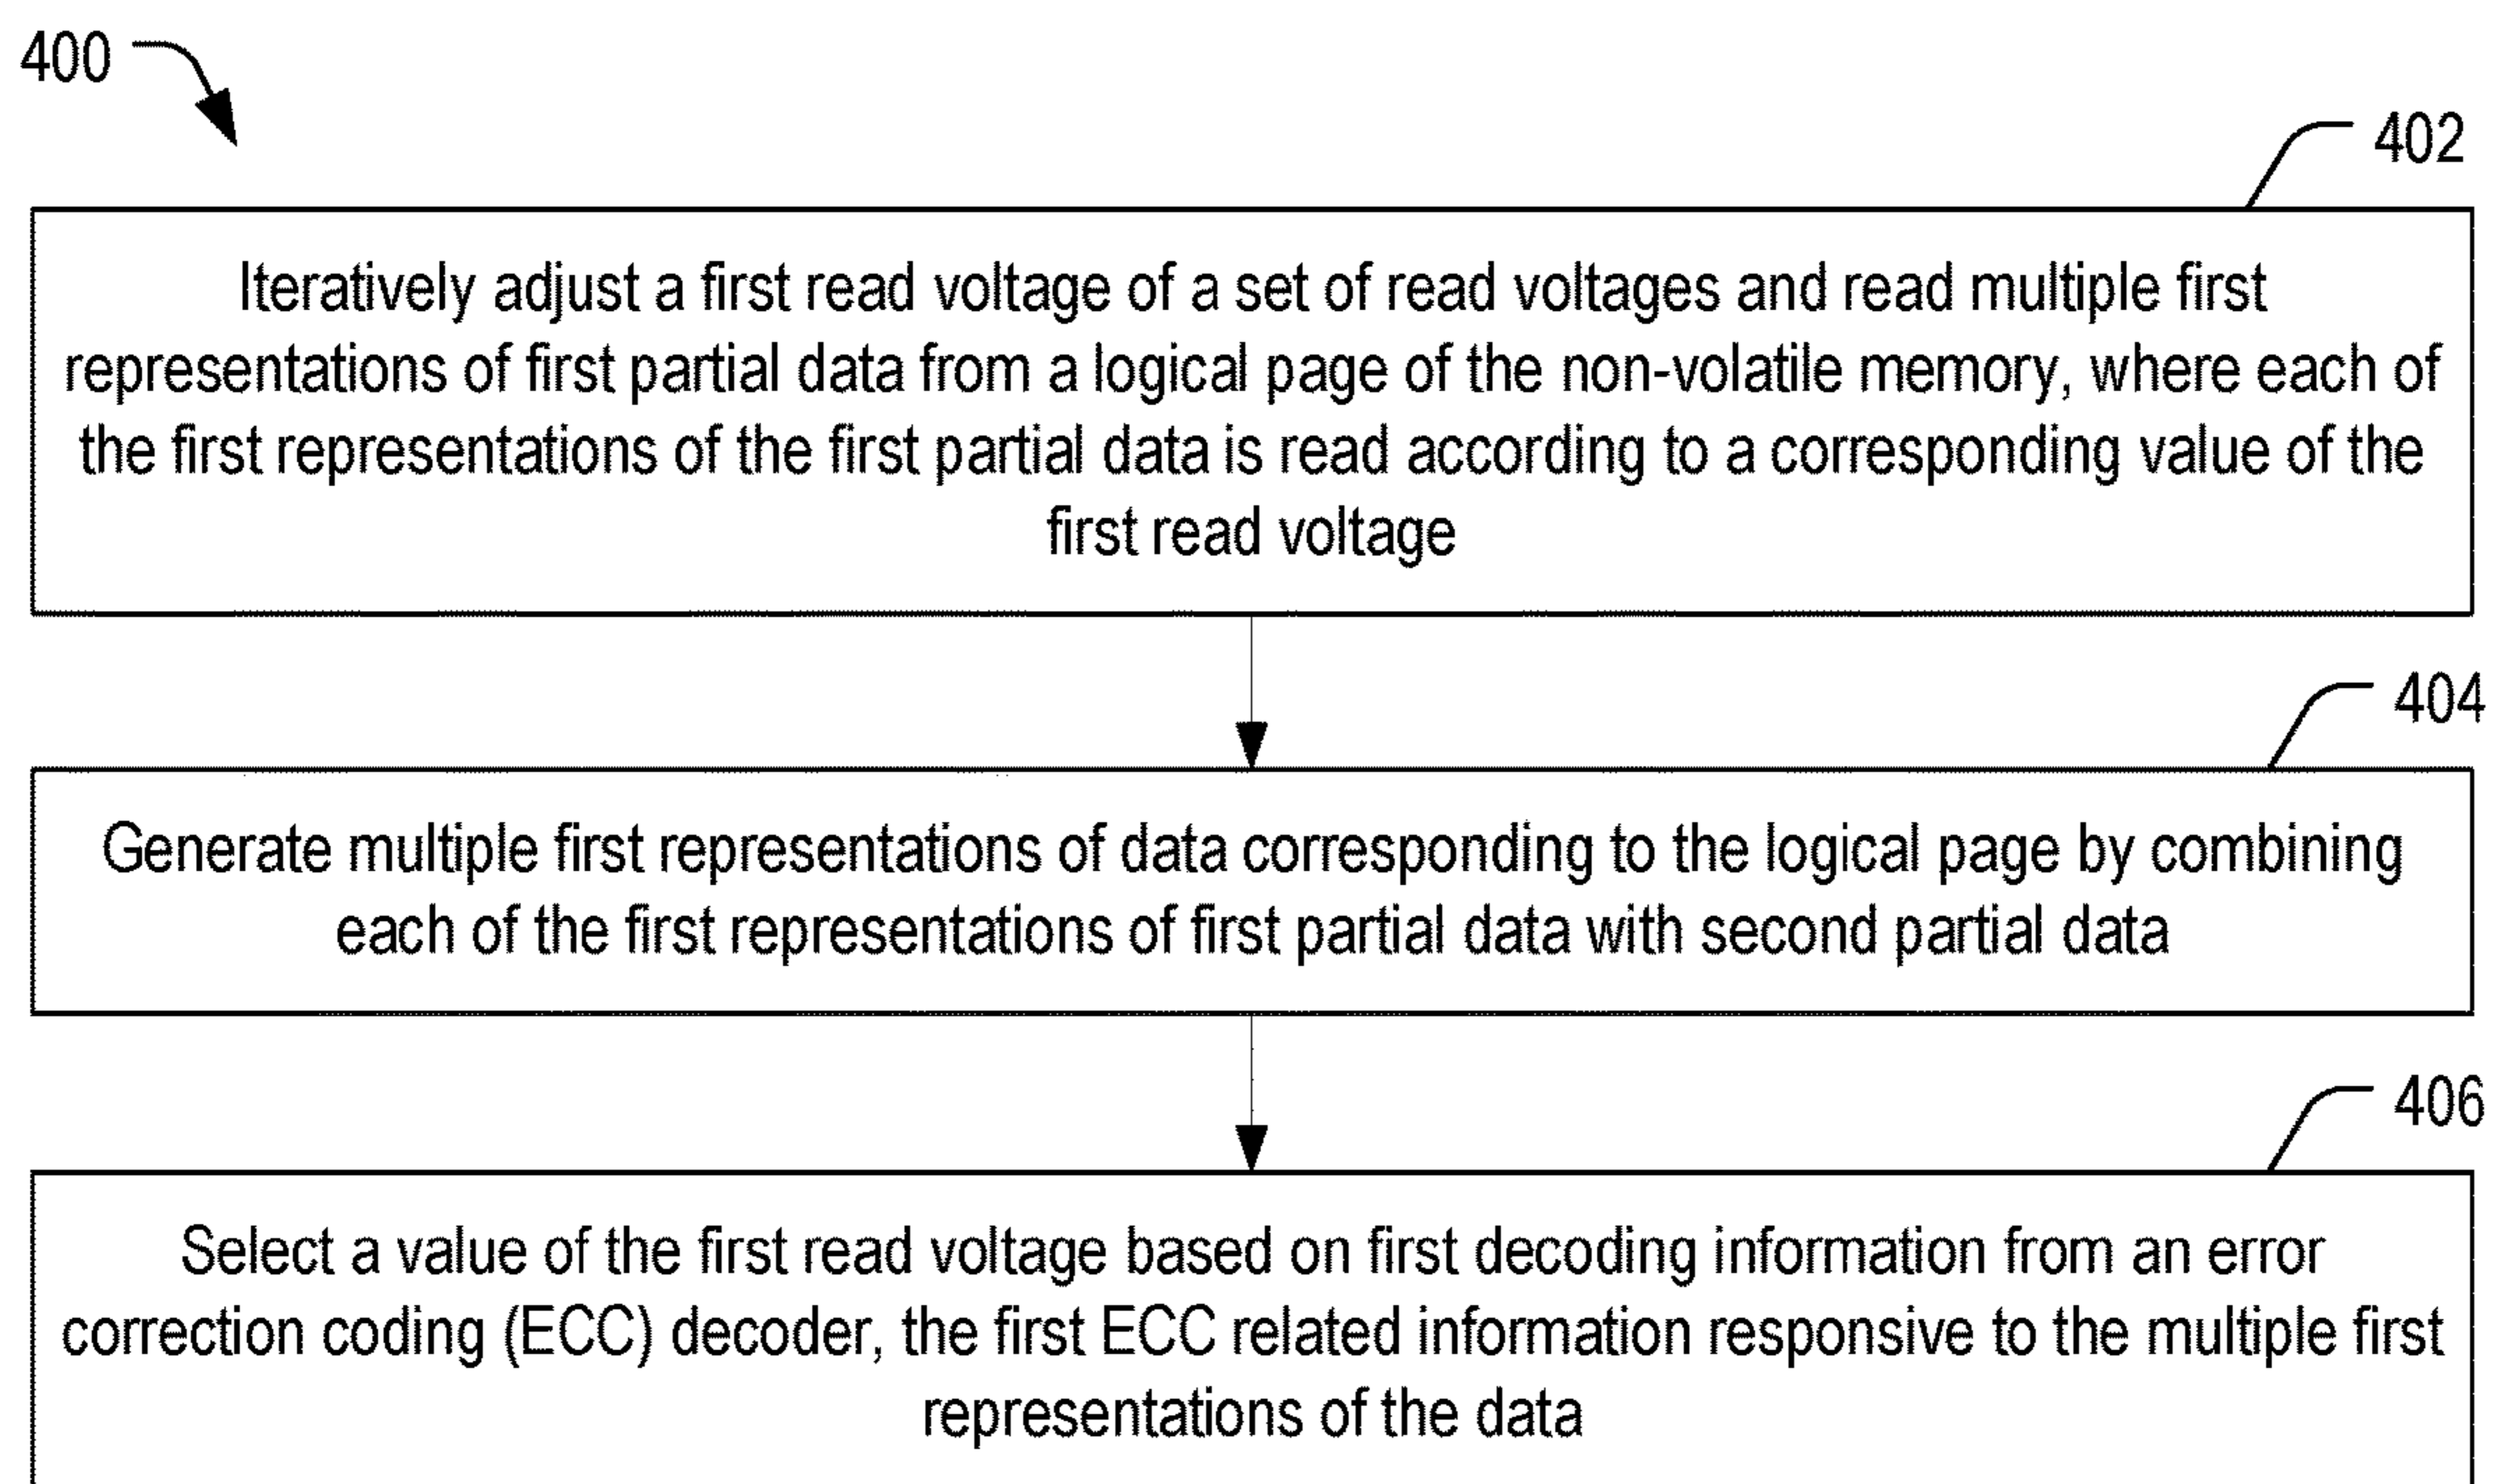 400
402
Iteratively adjust a first read voltage of a set of read voltages and read multiple first
representations of first partial data from a logical page of the non-volatile memory, where each of
the first representations of the first partial data is read according to a corresponding value of the
first read voltage
404
Generate multiple first representations of data corresponding to the logical page by combining
each of the first representations of first partial data with second partial data
406
Select a value of the first read voltage based on first decoding information from an error
correction coding (ECC) decoder, the first ECC related information responsive to the multiple first
representations of the data